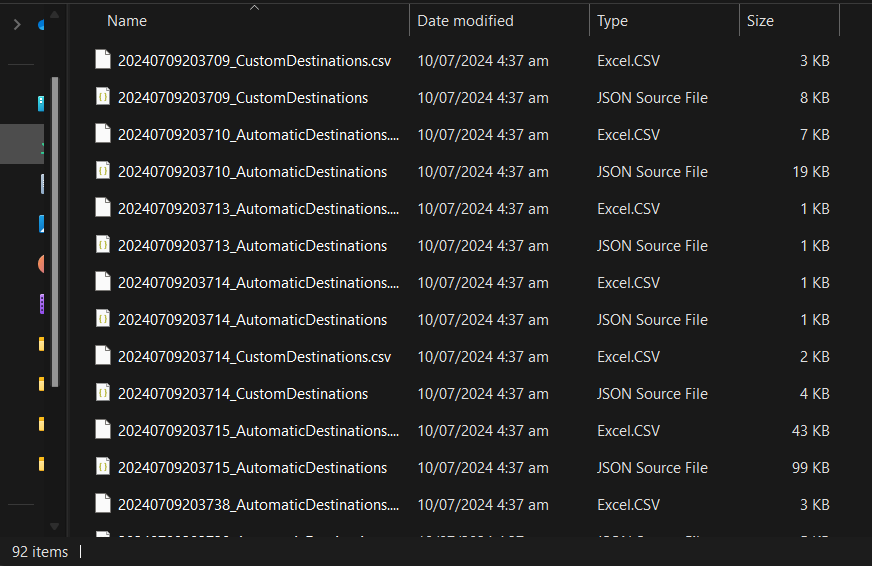 Name Date modified Type Size
20240709203709_CustomDestinations.csv 10/07/2024 4:37 am Excel.CSV 3 KB
20240709203709_CustomDestinations 10/07/2024 4:37 am JSON Source File 8 KB
20240709203710_AutomaticDestinations.... 10/07/2024 4:37 am Excel.CSV 7 KB
20240709203710_AutomaticDestinations 10/07/2024 4:37 am JSON Source File 19 KB
20240709203713_AutomaticDestinations.... 10/07/2024 4:37 am Excel.CSV 1 KB
20240709203713_AutomaticDestinations 10/07/2024 4:37 am JSON Source File 1 KB
20240709203714_AutomaticDestinations.... 10/07/2024 4:37 am Excel.CSV 1 KB
20240709203714_AutomaticDestinations 10/07/2024 4:37 am JSON Source File 1 KB
20240709203714_CustomDestinations.csv 10/07/2024 4:37 am Excel.CSV 2 KB
20240709203714_CustomDestinations 10/07/2024 4:37 am JSON Source File 4 KB
20240709203715_AutomaticDestinations.... 10/07/2024 4:37 am Excel.CSV 43 KB
20240709203715_AutomaticDestinations 10/07/2024 4:37 am JSON Source File 99 KB
20240709203738_AutomaticDestinations.... 10/07/2024 4:37 am Excel.CSV 3 KB
92 items